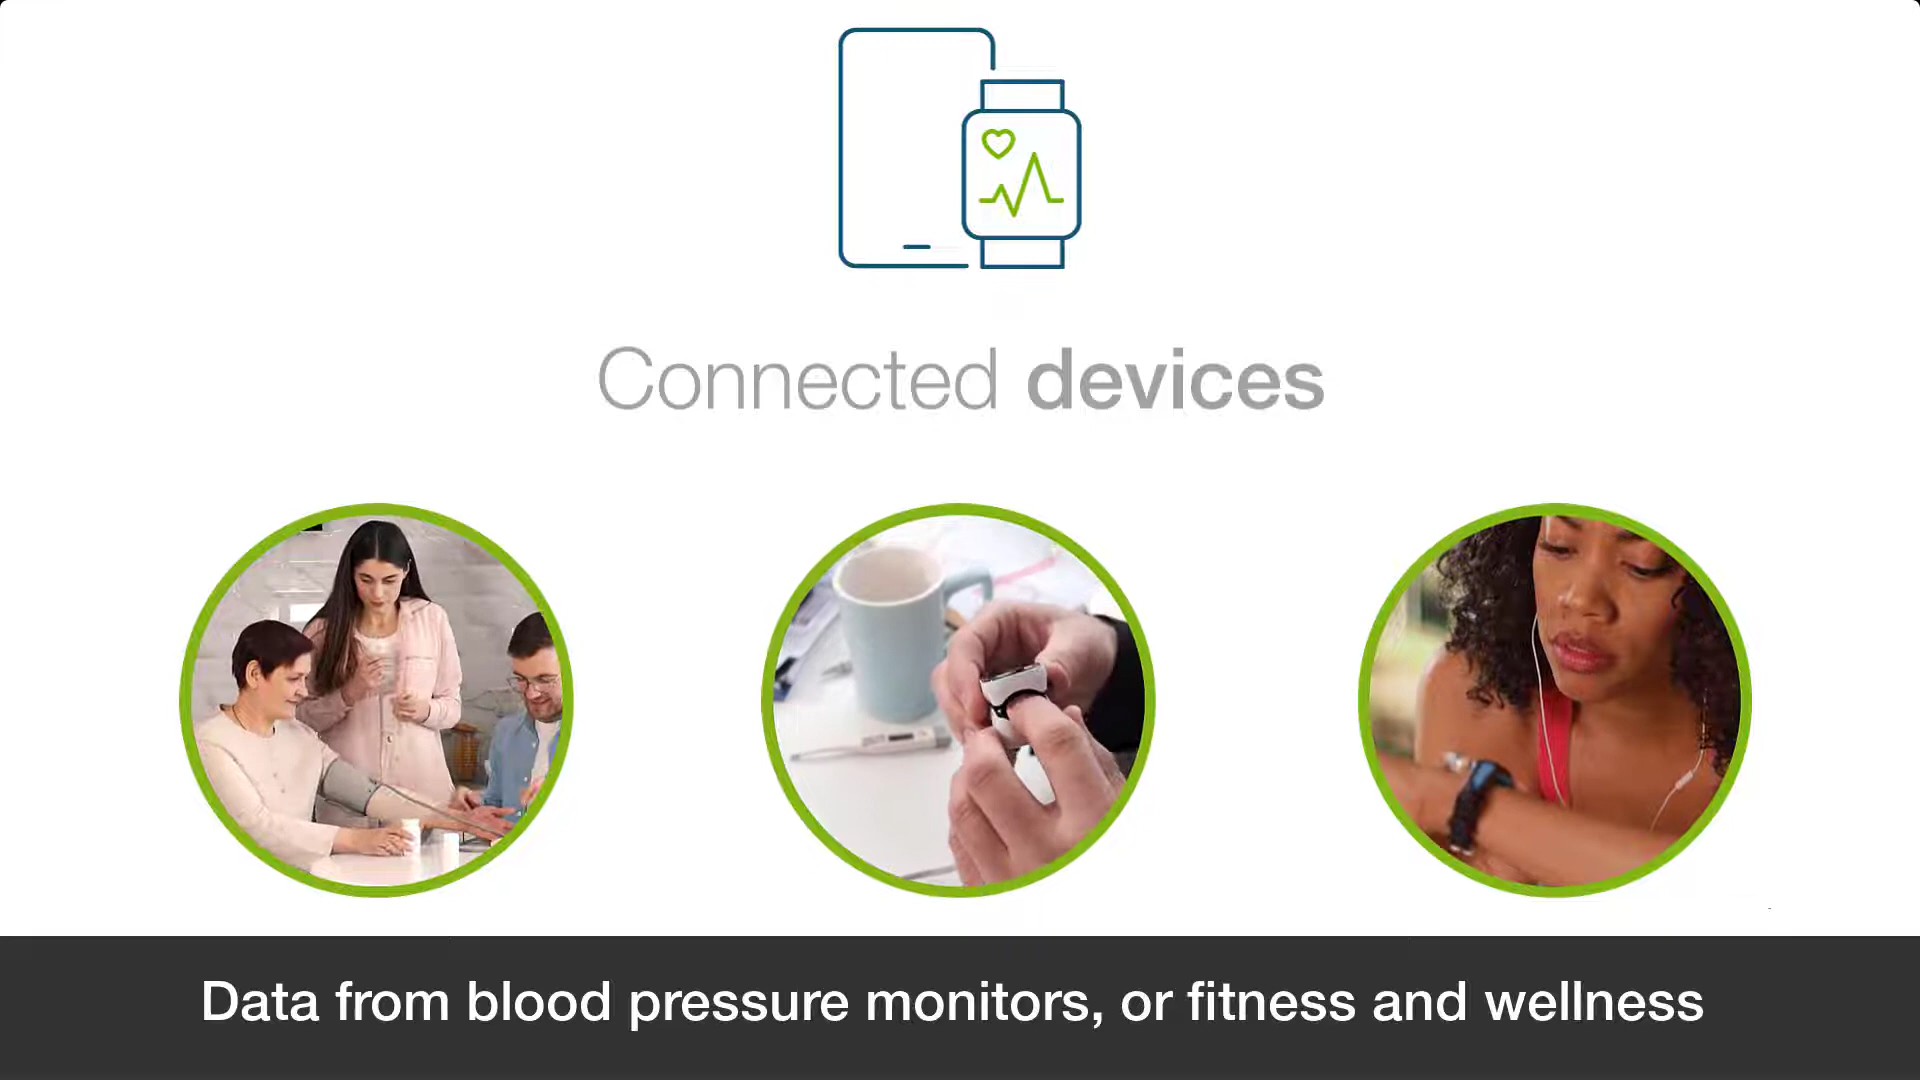 Connected devices
Data from blood pressure monitors, or fitness and wellness